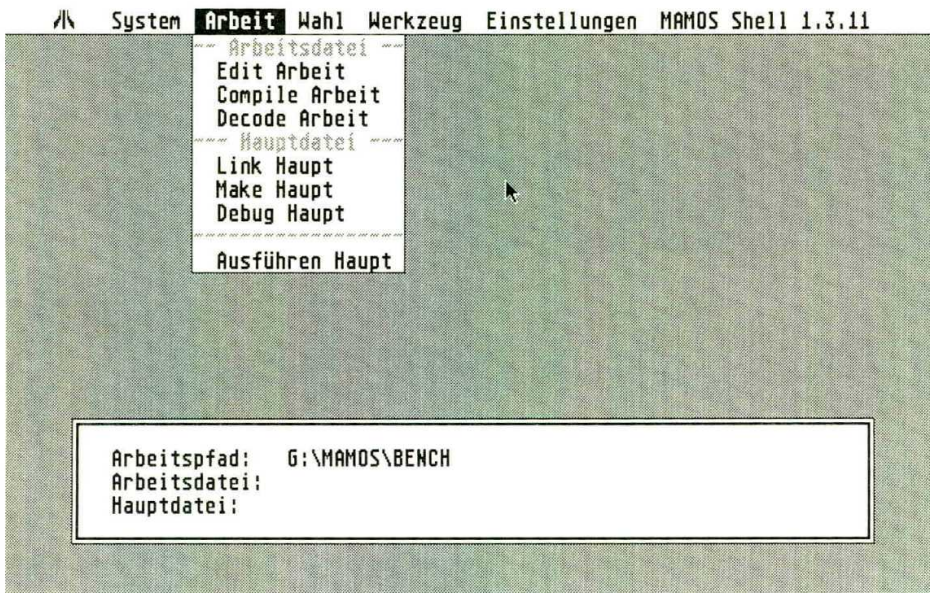 System Arbeit Wahl Werkzeug Einstellungen MAMOS Shell 1.3.11
Arbeitsdatei
Edit Arbeit
Compile Arbeit
Decode Arbeit
Hauptdatei
Link Haupt
Make Haupt
Debug Haupt
Ausführen Haupt
Arbeitspfad: G:\MAMOS\BENCH
Arbeitsdatei:
Hauptdatei: